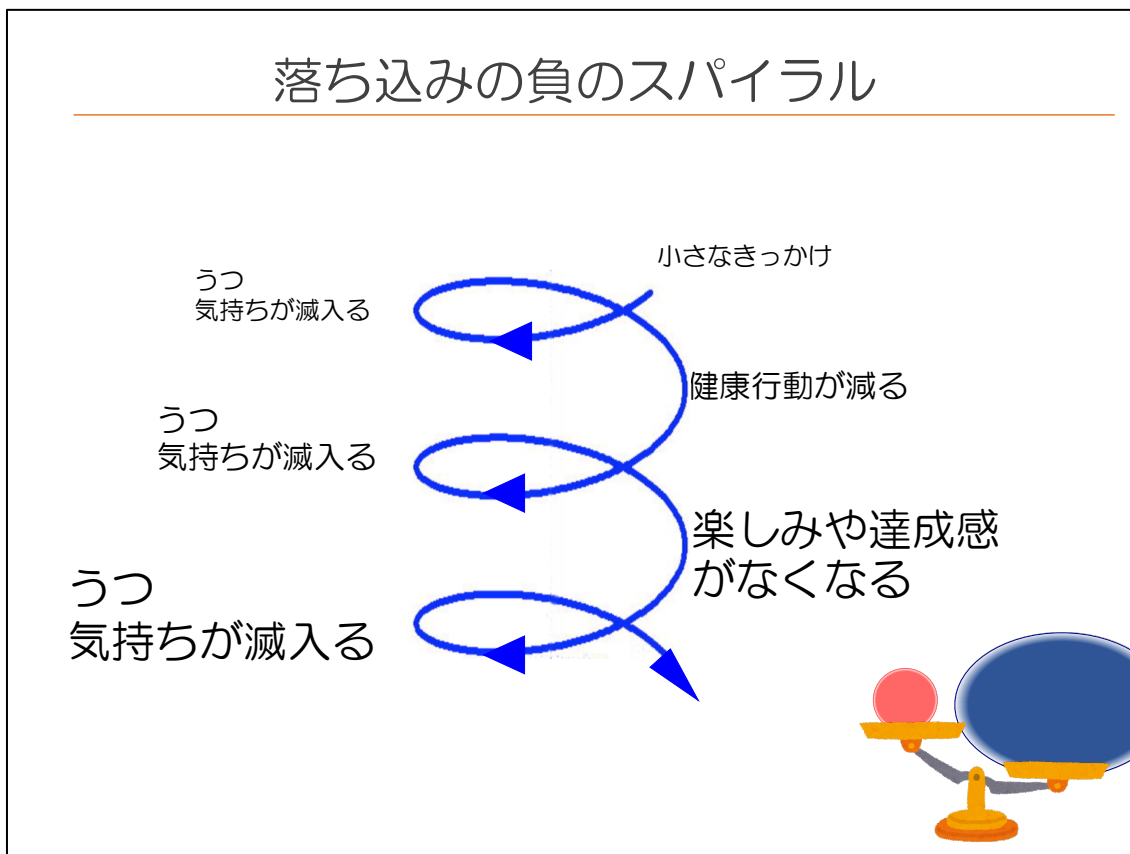 落ち込みの負のスパイラル
小さなきっかけ
うつ
気持ちが滅入る
健康行動が減る
うつ
気持ちが滅入る
楽しみや達成感
がなくなる
うつ
気持ちが滅入る